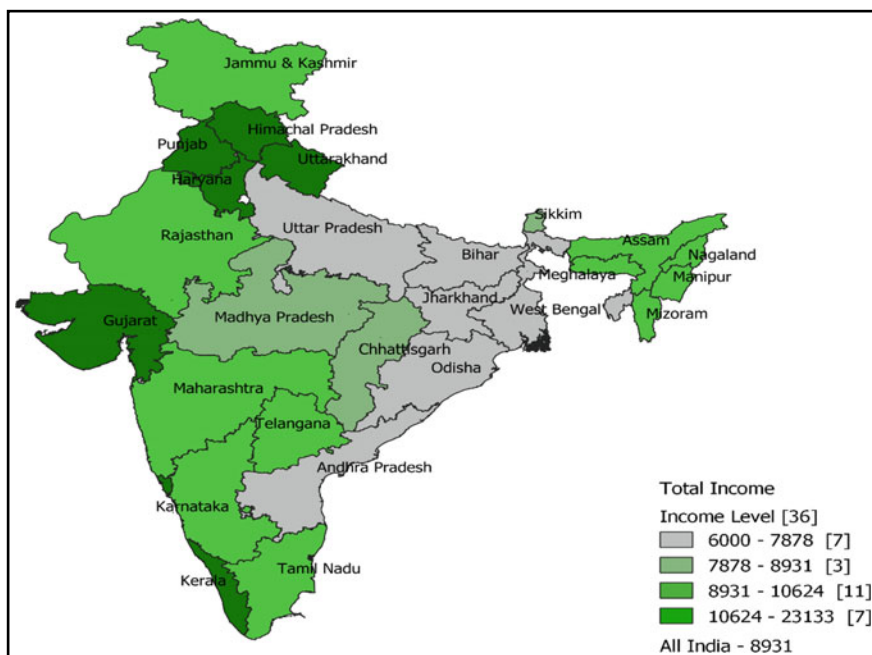 Jammu & Kashmir
Himachal Pradesh
Punjab
Uttarakhand
Haryana
Sikkim
Uttar Pradesh
Rajasthan
Assam
Bihar
Nagaland
Meghalaya
Manipur
Jharkhand
West Bengal
Mizoram
Gujarat
Madhya Pradesh
Chhathisgarh
Odisha
Maharashtra
Telangana
Andhra Pradesh
Karnataka
Kerala
Tamil Nadu
Total Income
Income Level [36]
6000 - 7878 [7]
7878 - 8931 [3]
8931 - 10624 [11]
10624 - 23133 [7]
All India - 8931